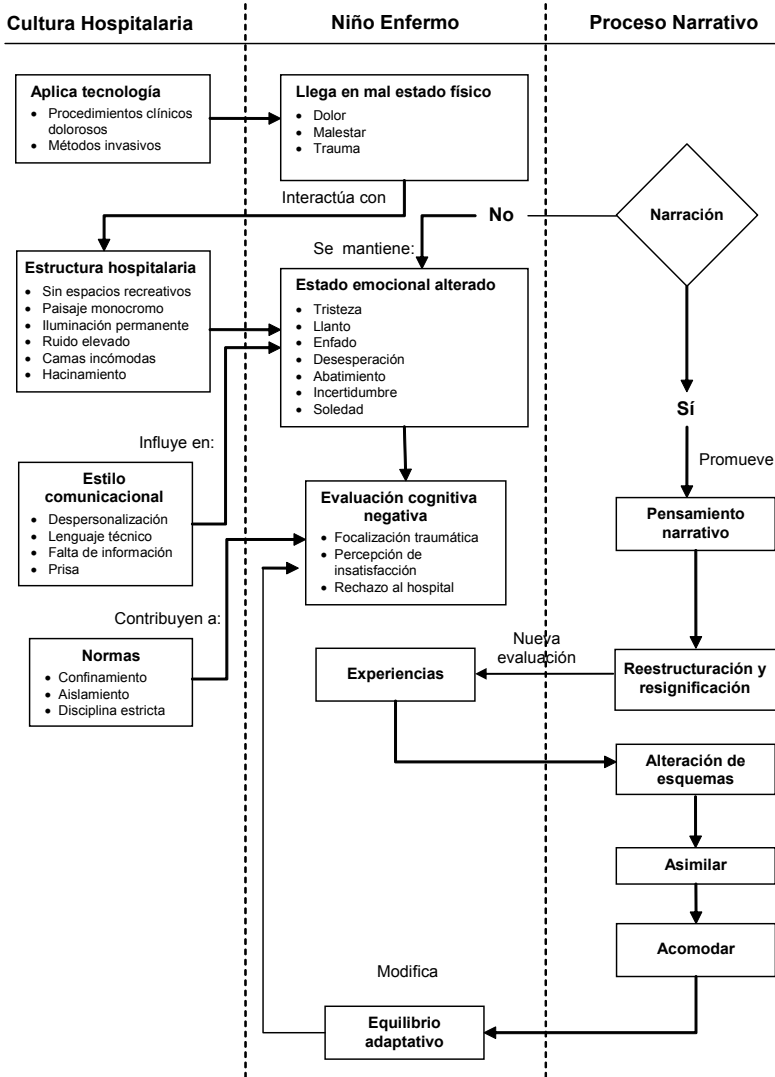 Cultura Hospitalaria
Niño Enfermo
Proceso Narrativo
Aplica tecnología
• Procedimientos clínicos
dolorosos
• Métodos invasivos
Llega en mal estado físico
• Dolor
• Malestar
• Trauma
Interactúa con
No
Narración
Se mantiene:
Estructura hospitalaria
• Sin espacios recreativos
• Paisaje monocromo
• Iluminación permanente
• Ruido elevado
• Camas incómodas
• Hacinamiento
Estado emocional alterado
• Tristeza
• Llanto
• Enfado
• Desesperación
• Abatimiento
• Incertidumbre
• Soledad
Sí
Influye en:
Promueve
Estilo
comunicacional
• Despersonalización
• Lenguaje técnico
• Falta de información
• Prisa
Evaluación cognitiva
negativa
• Focalización traumática
• Percepción de
insatisfacción
• Rechazo al hospital
Pensamiento
narrativo
Contribuyen a:
Normas
• Confinamiento
• Aislamiento
• Disciplina estricta
Experiencias
Nueva
evaluación
Reestructuración y
resignificación
Alteración de
esquemas
Asimilar
Acomodar
Modifica
Equilibrio
adaptativo